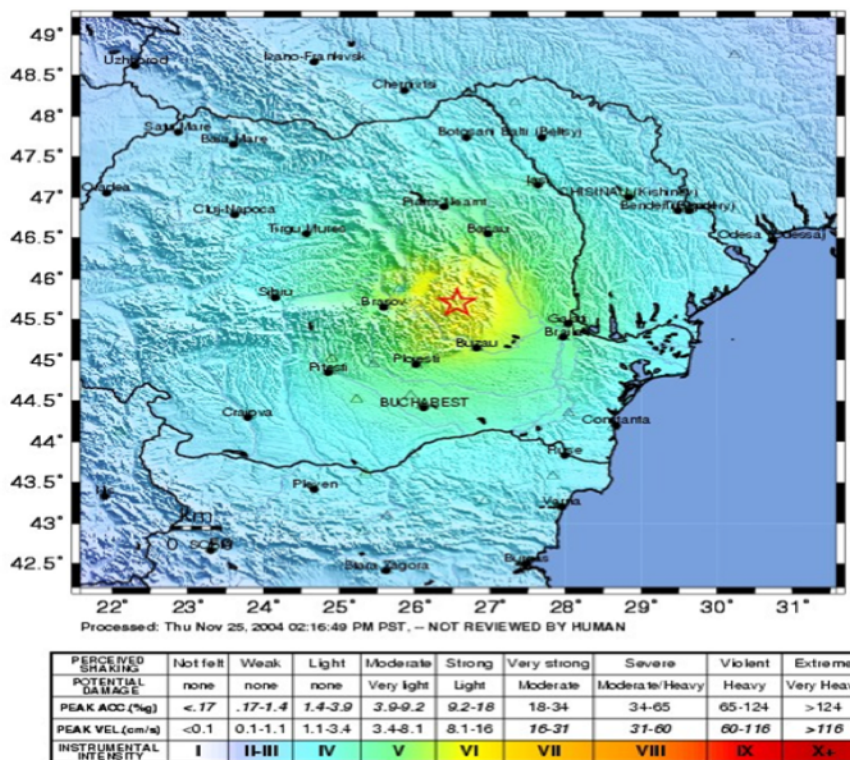 49°
48.5°
48°
47.5°
47°
46.5°
46°
45.5°
45°
44.5°
44°
43.5°
43°
42.5°
Uzhhorod
Ivano-Frankivsk
Chernivtsi
Satu Mare
Baia Mare
Botosani Balti (Beltsy)
Iasi
CHISINAU (Kishinev)
Oradea
Cluj-Napoca
Piatra Neamt
Tirgu Mures
Bacau
Odesa (Odessa)
Sibiu
Brasov
Galati
Braila
Buzau
Ploiesti
Pitesti
BUCHAREST
Craiova
Constanta
Ruse
Pleven
Varna
km
0 50
Stara Zagora
Burgas
22° 23° 24° 25° 26° 27° 28° 29° 30° 31°
Processed: Thu Nov 25, 2004 02:16:49 PM PST, -- NOT REVIEWED BY HUMAN
PERCEIVED SHAKING Not felt Weak Light Moderate Strong Very strong Severe Violent Extreme
POTENTIAL DAMAGE none none none Very light Light Moderate Moderate/Heavy Heavy Very Heavy
PEAK ACC.(%g) <.17 .17-1.4 1.4-3.9 3.9-9.2 9.2-18 18-34 34-65 65-124 >124
PEAK VEL.(cm/s) <0.1 0.1-1.1 1.1-3.4 3.4-8.1 8.1-16 16-31 31-60 60-116 >116
INSTRUMENTAL INTENSITY I II-III IV V VI VII VIII IX X+